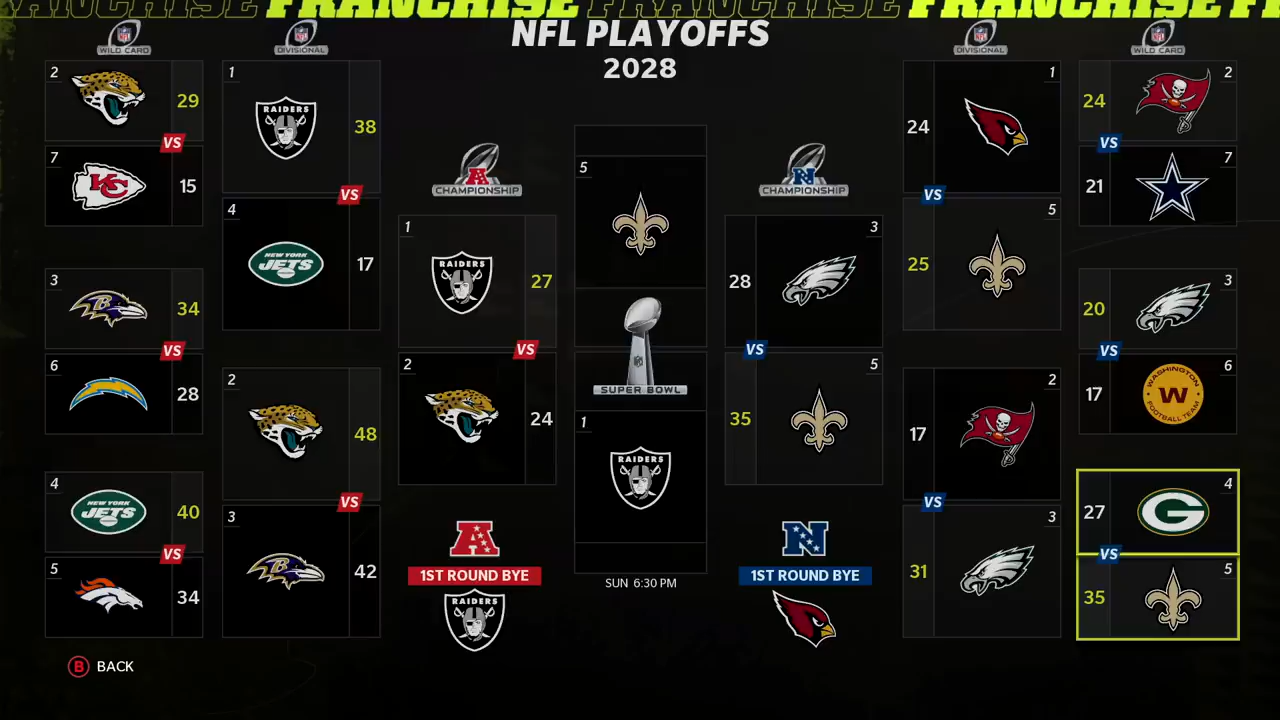 FRANCHISE FRANCHISE FRANCHISE FRANCHISE
NFL PLAYOFFS
2028
WILD CARD
2
29
VS
7
KC
15
3
B
34
VS
6
28
4
NEW YORK
JETS
40
VS
5
34
DIVISIONAL
1
RAIDERS
38
VS
4
NEW YORK
JETS
17
2
48
VS
3
B
42
A
CHAMPIONSHIP
1
RAIDERS
27
VS
2
24
A
1ST ROUND BYE
RAIDERS
5
SUPER BOWL
1
RAIDERS
SUN 6:30 PM
N
CHAMPIONSHIP
3
28
VS
5
35
N
1ST ROUND BYE
DIVISIONAL
1
24
VS
5
25
2
17
VS
3
31
WILD CARD
2
24
VS
7
21
3
20
VS
6
17
WASHINGTON
W
FOOTBALL TEAM
4
27
G
VS
5
35
B BACK